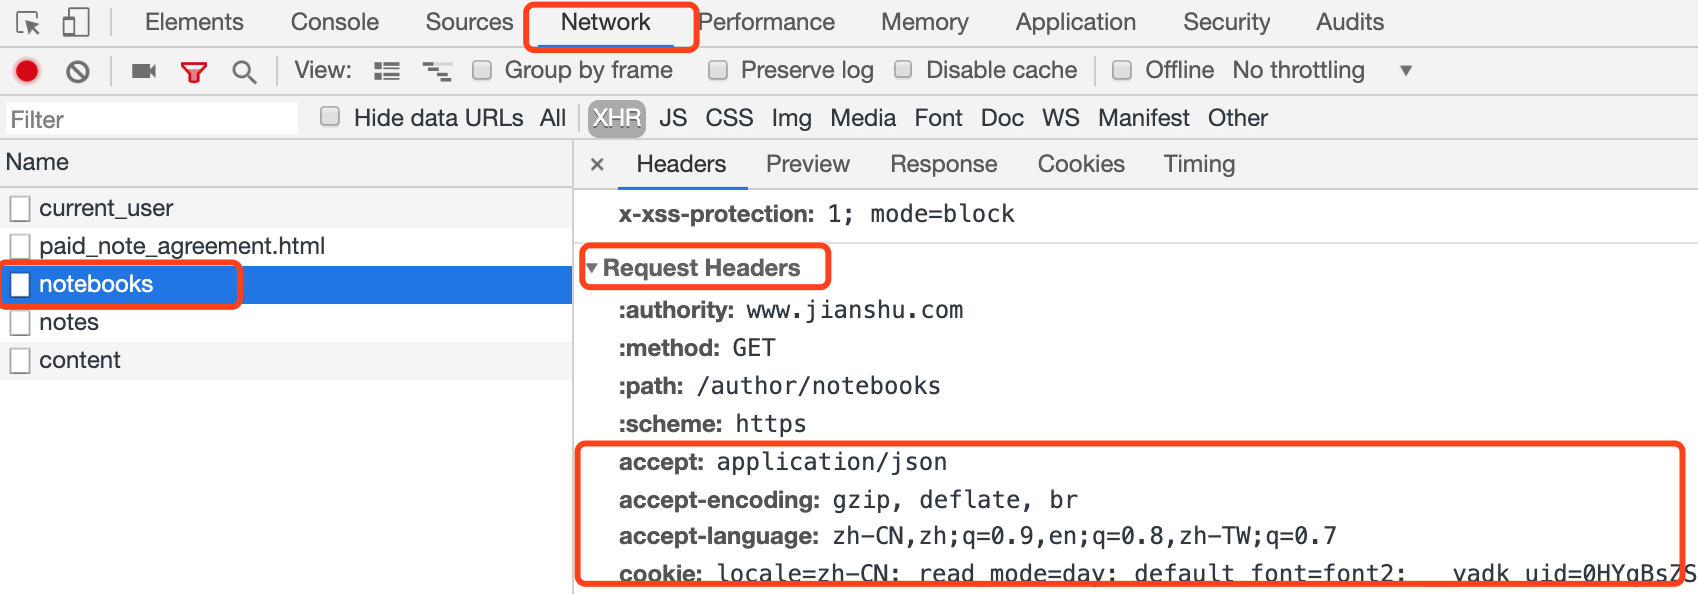 Elements Console Sources Network Performance Memory Application Security Audits
View: Group by frame Preserve log Disable cache Offline No throttling
Filter Hide data URLs All XHR JS CSS Img Media Font Doc WS Manifest Other
Name
current_user
paid_note_agreement.html
notebooks
notes
content
× Headers Preview Response Cookies Timing
x-xss-protection: 1; mode=block
Request Headers
:authority: www.jianshu.com
:method: GET
:path: /author/notebooks
:scheme: https
accept: application/json
accept-encoding: gzip, deflate, br
accept-language: zh-CN,zh;q=0.9,en;q=0.8,zh-TW;q=0.7
cookie: locale=zh-CN; read_mode=day; default_font=font2; __yadk_uid=0HYqBsZS